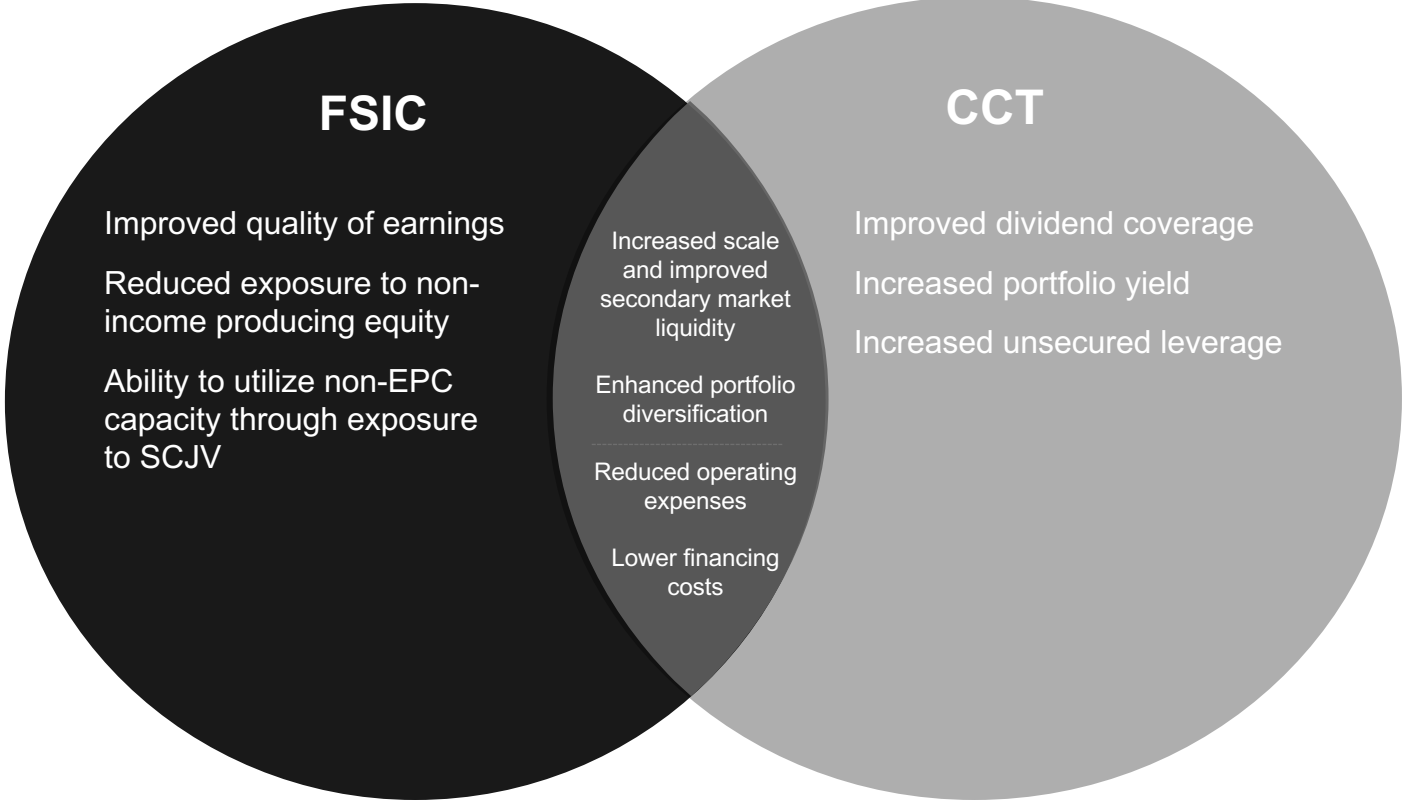 FSIC
Improved quality of earnings
Reduced exposure to non-
income producing equity
Ability to utilize non-EPC
capacity through exposure
to SCJV
Increased scale
and improved
secondary market
liquidity
Enhanced portfolio
diversification
Reduced operating
expenses
Lower financing
costs
CCT
Improved dividend coverage
Increased portfolio yield
Increased unsecured leverage